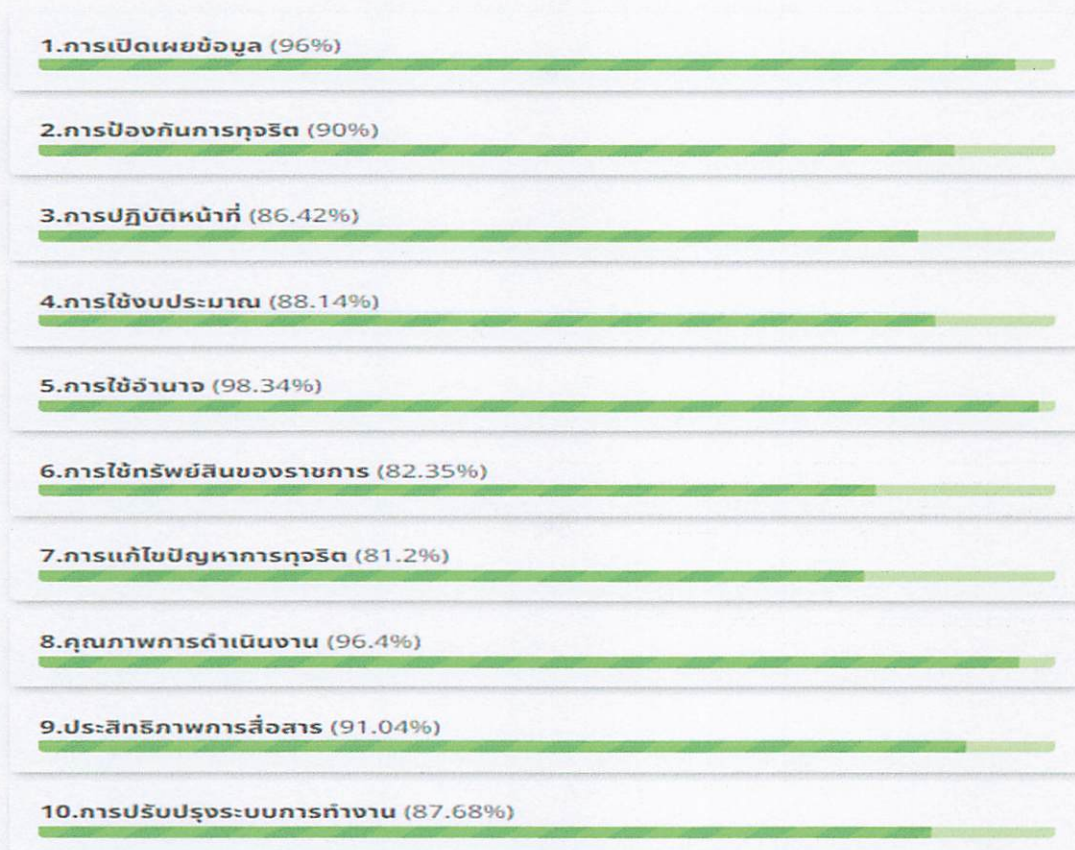 1.การเปิดเผยข้อมูล (96%)
2.การป้องกันการทุจริต (90%)
3.การปฏิบัติหน้าที่ (86.42%)
4.การใช้งบประมาณ (88.14%)
5.การใช้อำนาจ (98.34%)
6.การใช้ทรัพย์สินของราชการ (82.35%)
7.การแก้ไขปัญหาการทุจริต (81.2%)
8.คุณภาพการดำเนินงาน (96.4%)
9.ประสิทธิภาพการสื่อสาร (91.04%)
10.การปรับปรุงระบบการทำงาน (87.68%)